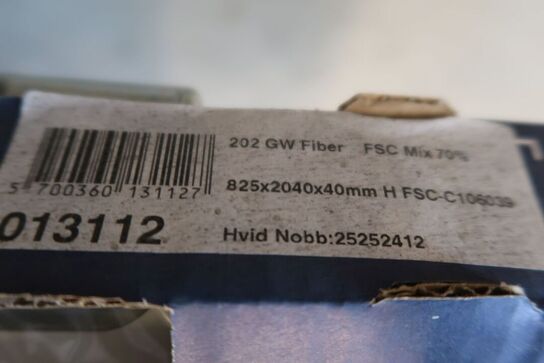 202 GW Fiber FSC Mix 70%
5 700360 131127
825x2040x40mm H FSC-C106039
013112
Hvid Nobb:25252412